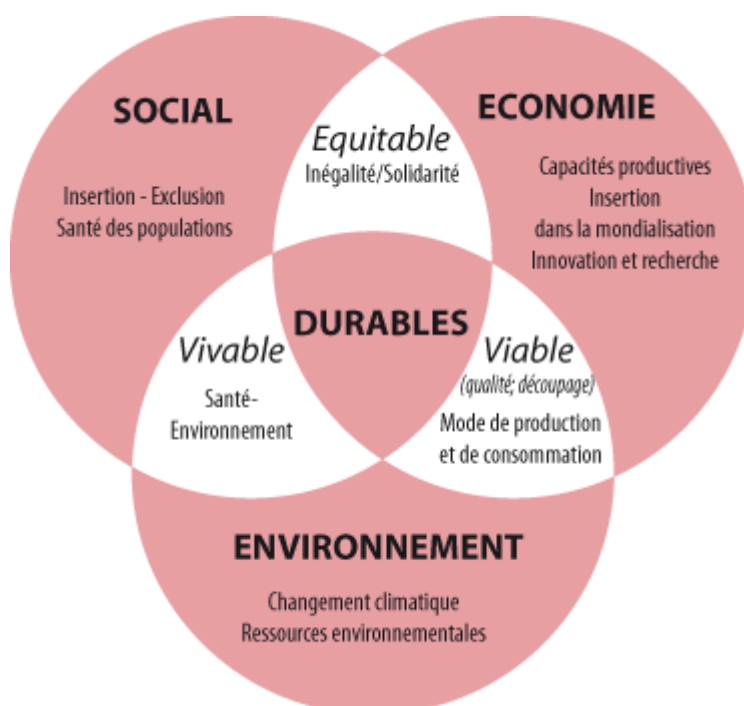 SOCIAL
Insertion - Exclusion
Santé des populations
Equitable
Inégalité/Solidarité
ECONOMIE
Capacités productives
Insertion
dans la mondialisation
Innovation et recherche
DURABLES
Vivable
Santé-
Environnement
Viable
(qualité; découpage)
Mode de production
et de consommation
ENVIRONNEMENT
Changement climatique
Ressources environmentales